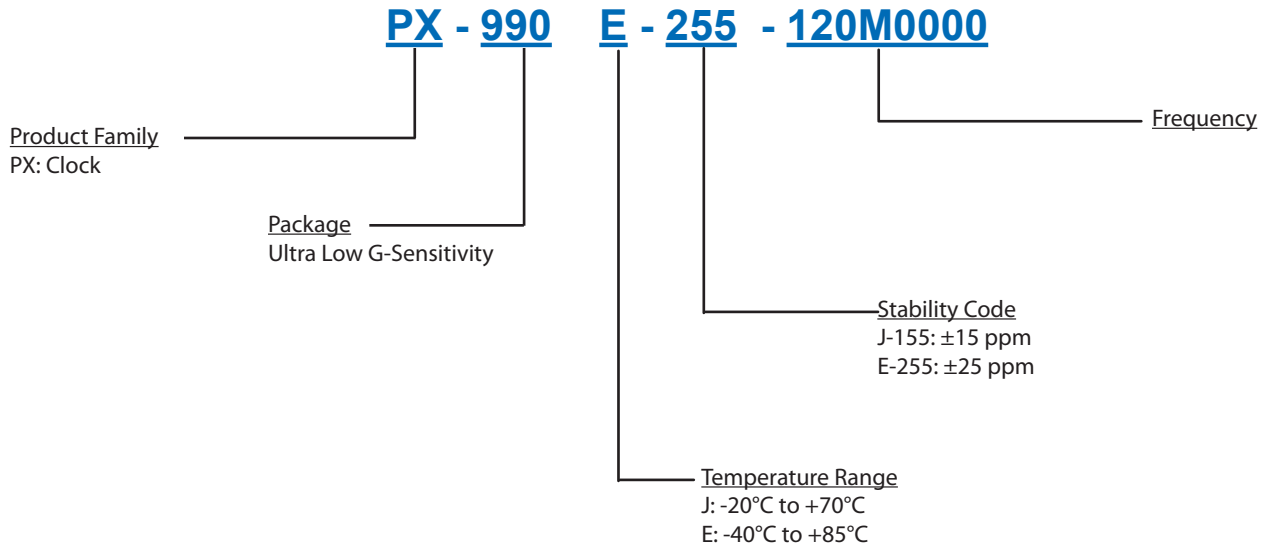 PX - 990 E - 255 - 120M0000
Product Family
PX: Clock
Frequency
Package
Ultra Low G-Sensitivity
Stability Code
J-155: ±15 ppm
E-255: ±25 ppm
Temperature Range
J: -20°C to +70°C
E: -40°C to +85°C